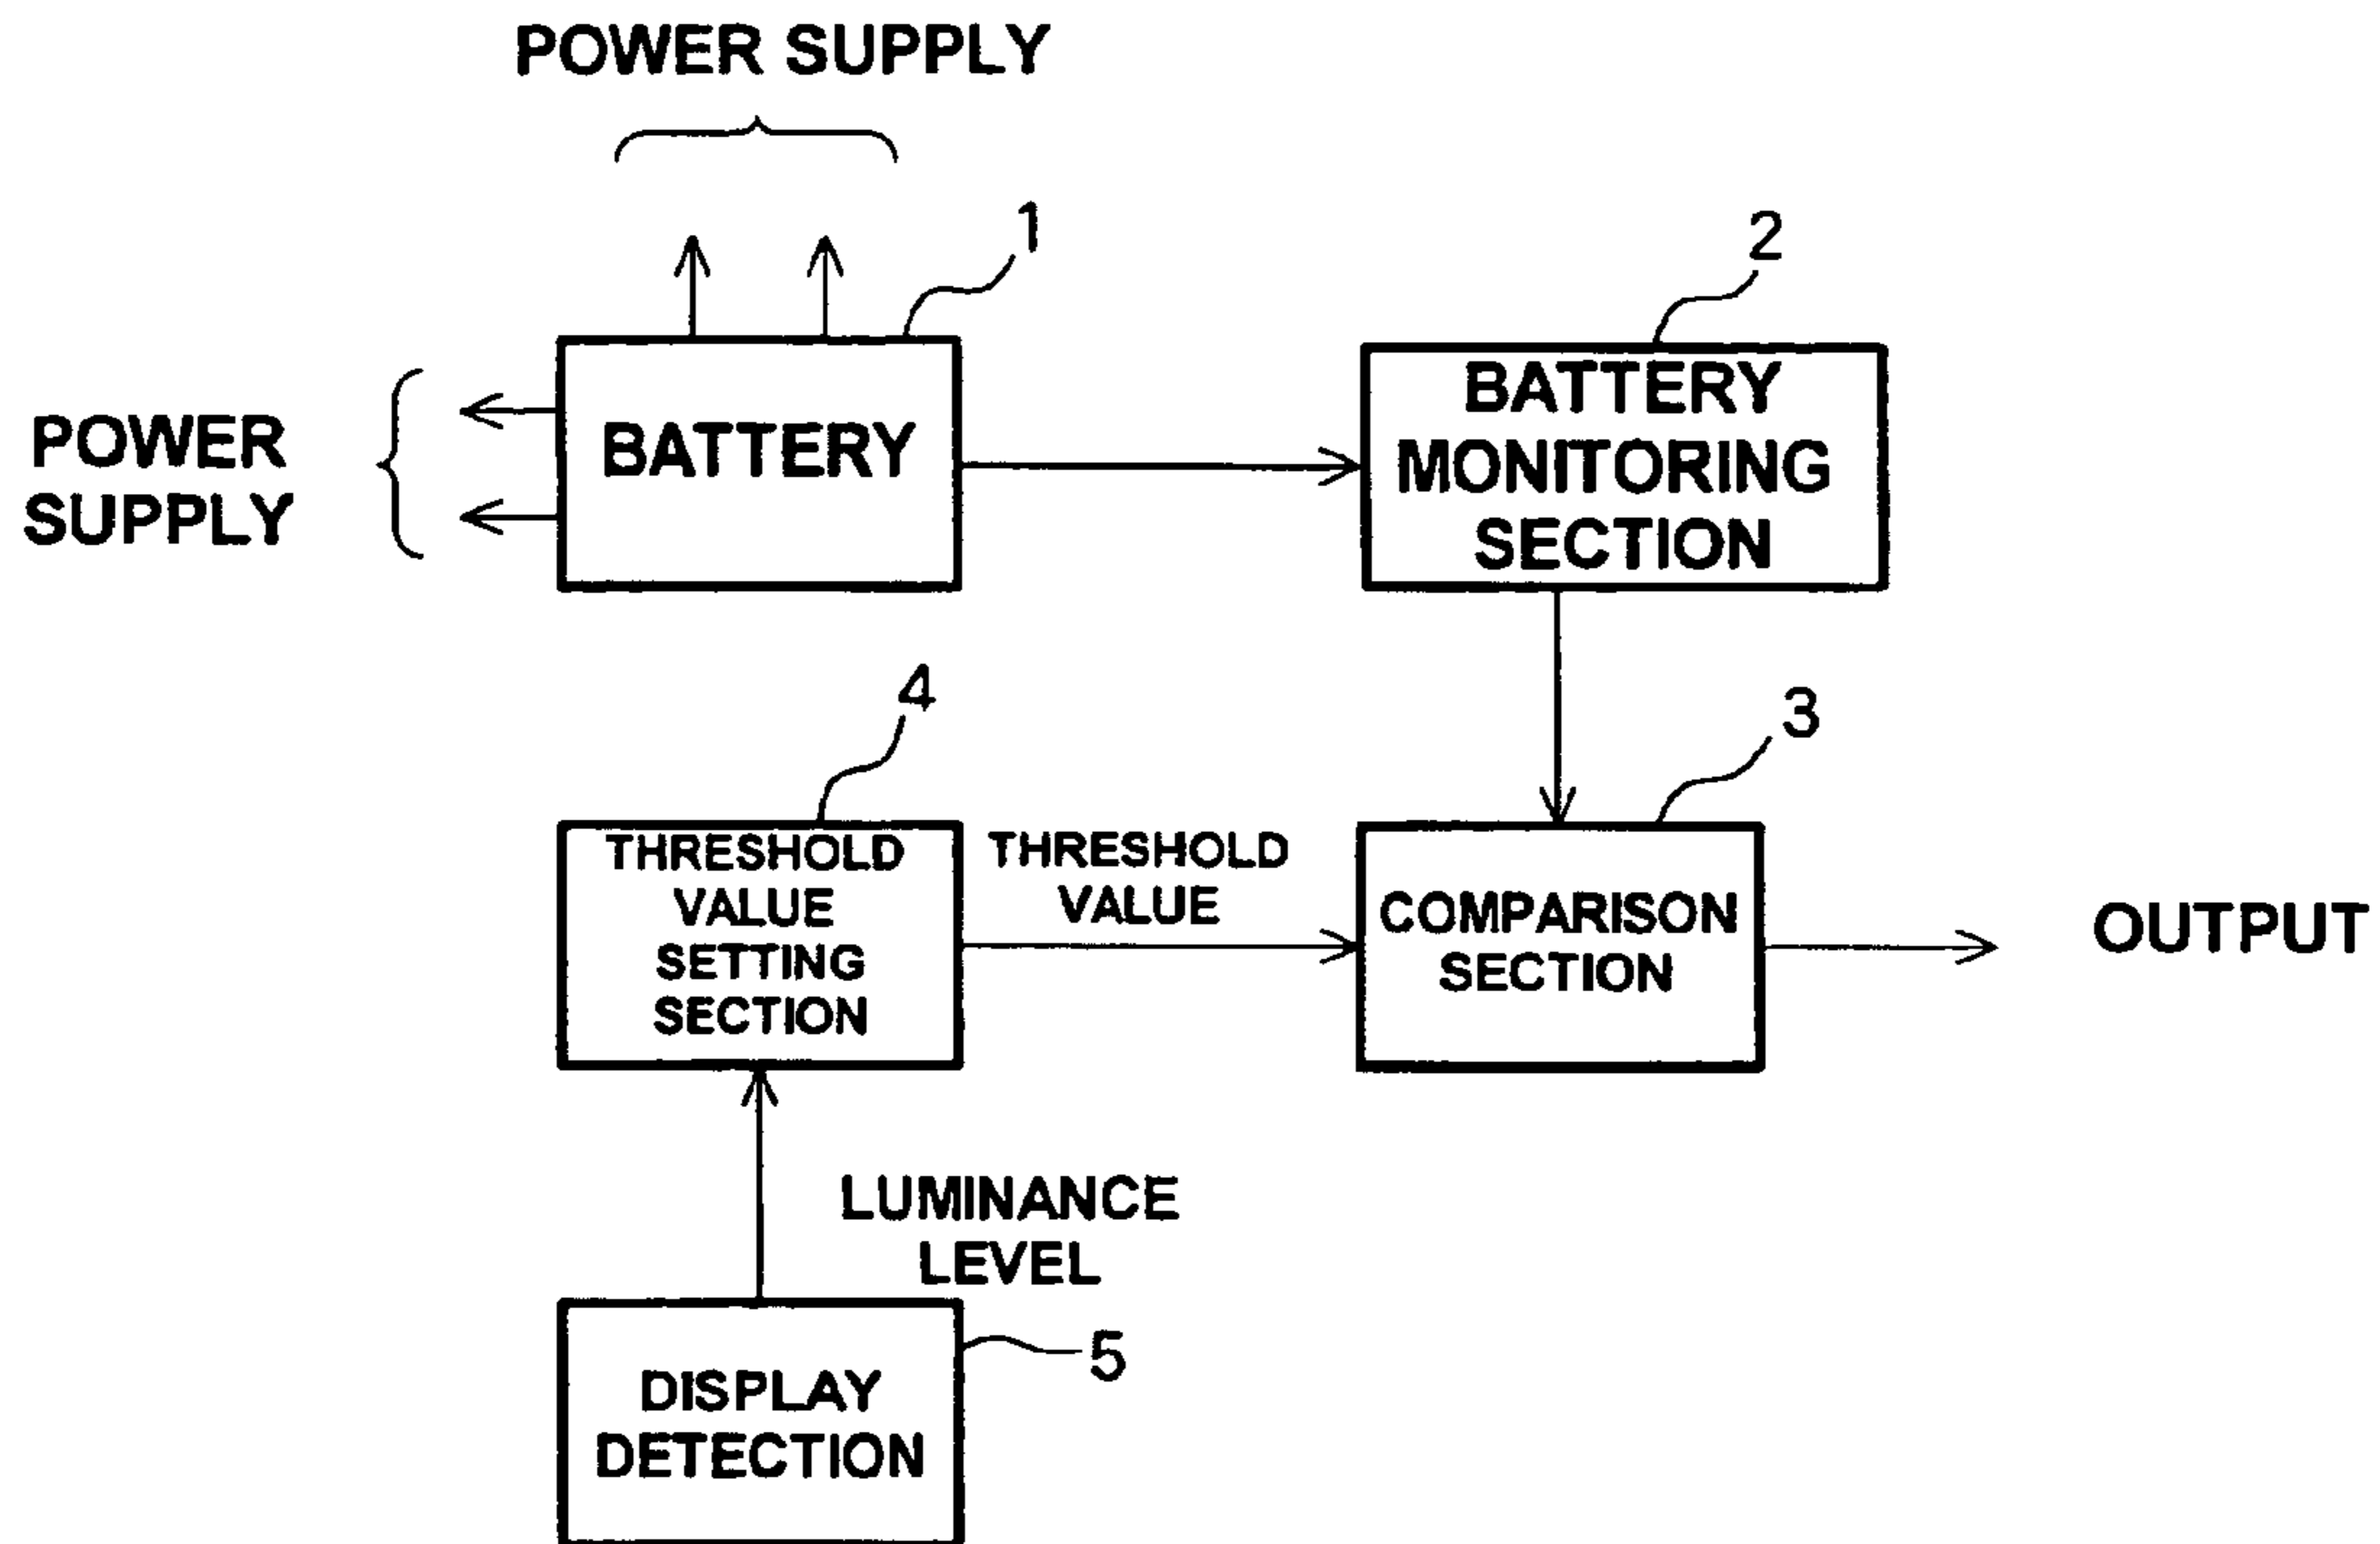 POWER SUPPLY
1
2
POWER
SUPPLY
BATTERY
BATTERY
MONITORING
SECTION
4
3
THRESHOLD
VALUE
SETTING
SECTION
THRESHOLD
VALUE
COMPARISON
SECTION
OUTPUT
LUMINANCE
LEVEL
5
DISPLAY
DETECTION